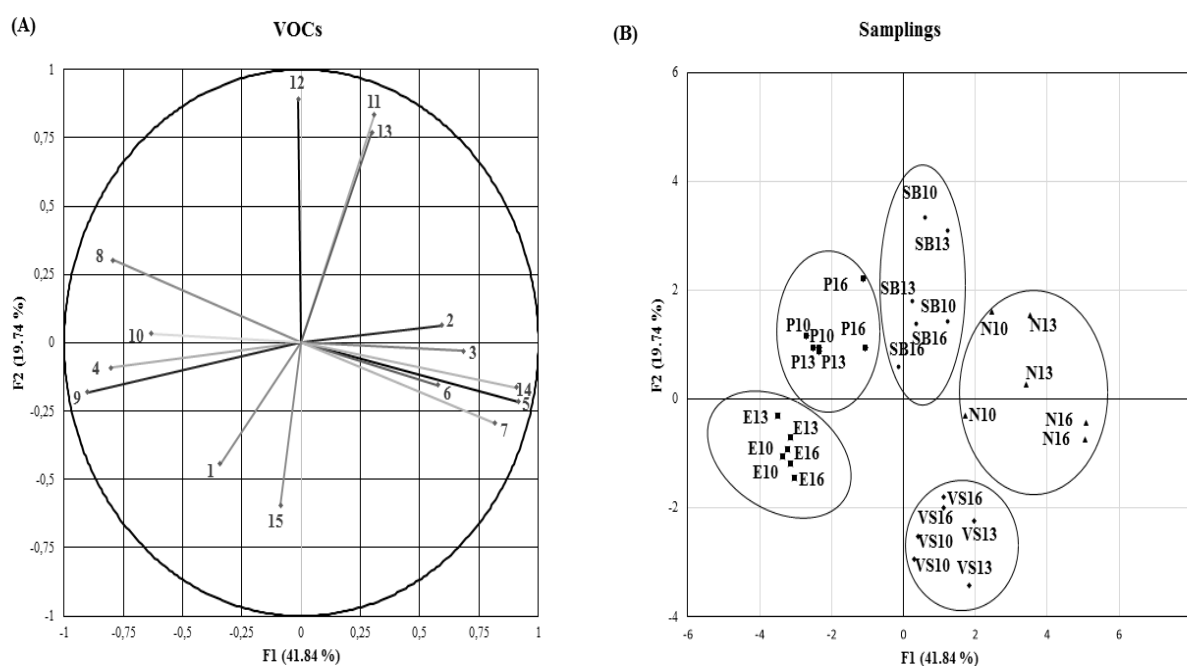 (A)
VOCs
1
0,75
0,5
0,25
0
-0,25
-0,5
-0,75
-1
-1
-0,75
-0,5
-0,25
0
0,25
0,5
0,75
1
F2 (19.74 %)
F1 (41.84 %)
12
11
13
8
10
4
9
2
3
14
6
5
7
1
15
(B)
Samplings
6
4
2
0
-2
-4
-6
-4
-2
0
2
4
6
F2 (19.74 %)
F1 (41.84 %)
SB10
SB13
SB13
SB10
SB16
SB16
P16
P10
P10
P16
P13
P13
N10
N13
N13
N10
N16
N16
E13
E13
E10
E16
E10
E16
VS16
VS16
VS13
VS10
VS10
VS13